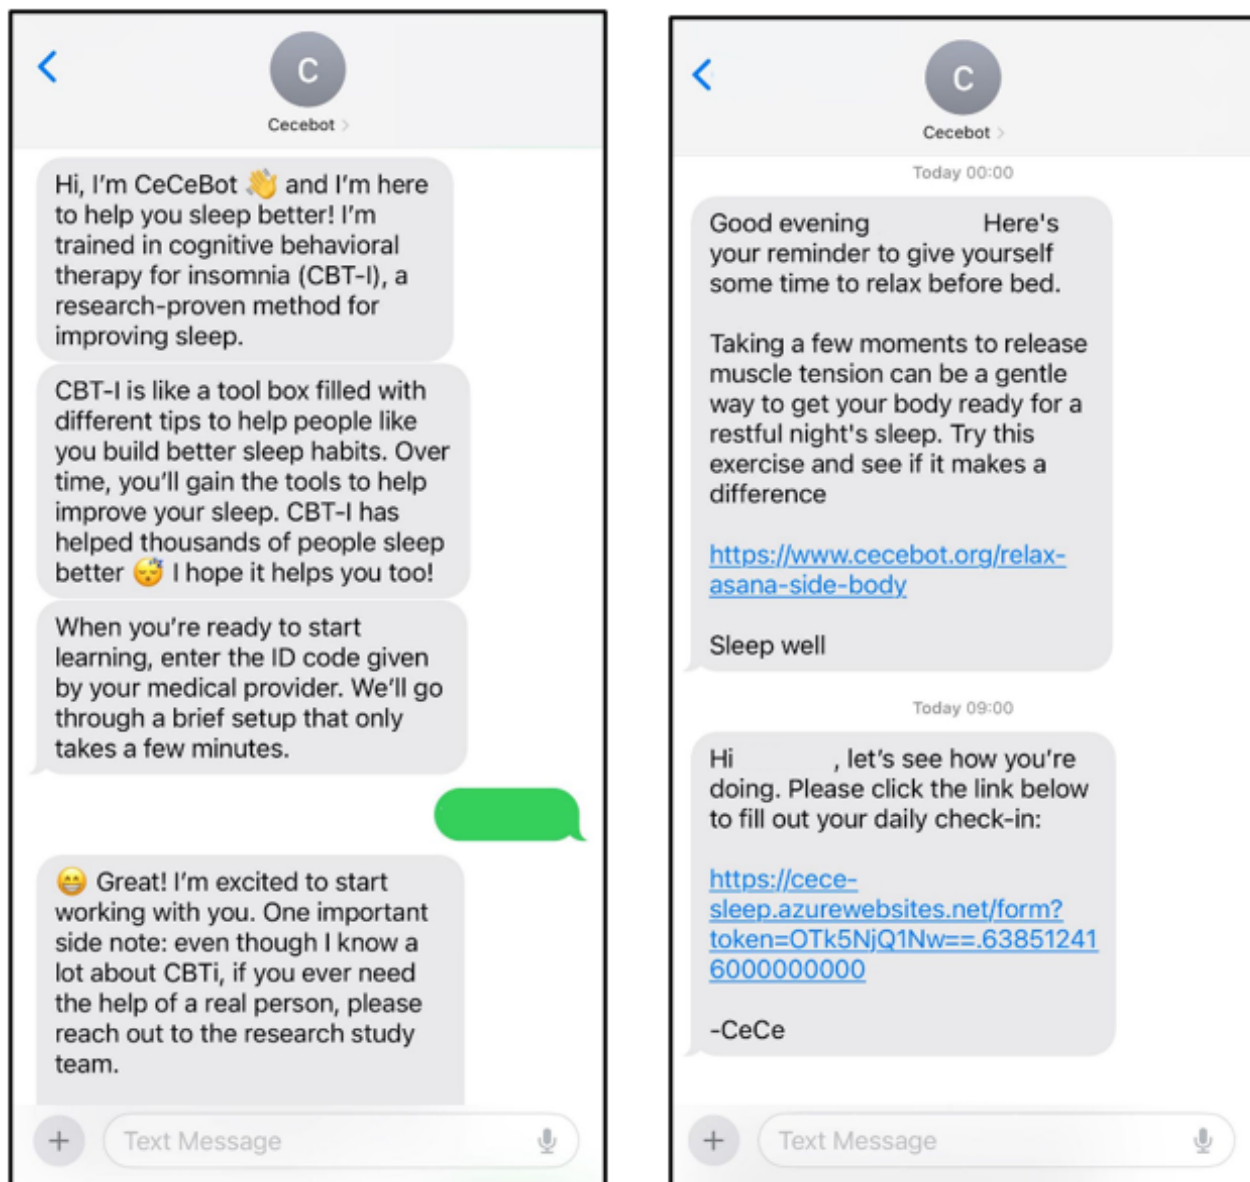 C
Cecebot >
Hi, I'm CeCeBot 👋 and I'm here
to help you sleep better! I'm
trained in cognitive behavioral
therapy for insomnia (CBT-I), a
research-proven method for
improving sleep.
CBT-I is like a tool box filled with
different tips to help people like
you build better sleep habits. Over
time, you'll gain the tools to help
improve your sleep. CBT-I has
helped thousands of people sleep
better 😴 I hope it helps you too!
When you're ready to start
learning, enter the ID code given
by your medical provider. We'll go
through a brief setup that only
takes a few minutes.
😁 Great! I'm excited to start
working with you. One important
side note: even though I know a
lot about CBTi, if you ever need
the help of a real person, please
reach out to the research study
team.
Text Message
C
Cecebot >
Today 00:00
Good evening Here's
your reminder to give yourself
some time to relax before bed.
Taking a few moments to release
muscle tension can be a gentle
way to get your body ready for a
restful night's sleep. Try this
exercise and see if it makes a
difference
https://www.cecebot.org/relax-
asana-side-body
Sleep well
Today 09:00
Hi , let's see how you're
doing. Please click the link below
to fill out your daily check-in:
https://cece-
sleep.azurewebsites.net/form?
token=OTk5NjQ1Nw==.63851241
6000000000
-CeCe
Text Message